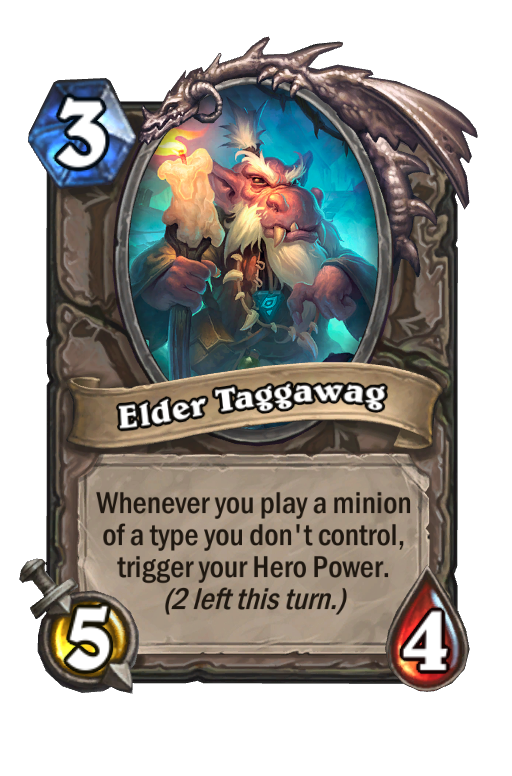 3
Elder Taggawag
Whenever you play a minion
of a type you don't control,
trigger your Hero Power.
(2 left this turn.)
5
4